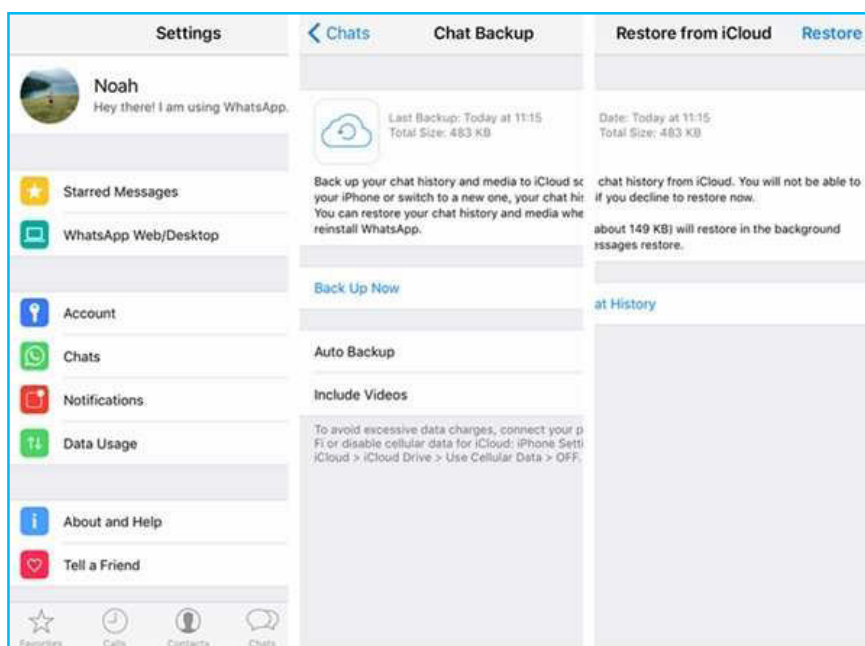 Settings
Noah
Hey there! I am using WhatsApp.
Starred Messages
WhatsApp Web/Desktop
Account
Chats
Notifications
Data Usage
About and Help
Tell a Friend
Favorites
Calls
Contacts
Chats
Chats
Chat Backup
Last Backup: Today at 11:15
Total Size: 483 KB
Back up your chat history and media to iCloud so
your iPhone or switch to a new one, your chat his
You can restore your chat history and media whe
reinstall WhatsApp.
Back Up Now
Auto Backup
Include Videos
To avoid excessive data charges, connect your p
Fi or disable cellular data for iCloud: iPhone Setti
iCloud > iCloud Drive > Use Cellular Data > OFF.
Restore from iCloud
Restore
Date: Today at 11:15
Total Size: 483 KB
chat history from iCloud. You will not be able to
if you decline to restore now.
about 149 KB) will restore in the background
essages restore.
at History